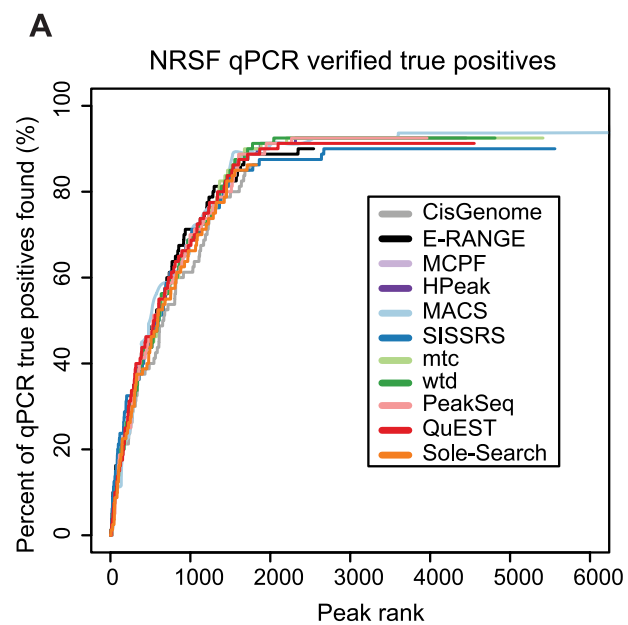 A
NRSF qPCR verified true positives
Percent of qPCR true positives found (%)
100
80
60
40
20
0
CisGenome
E-RANGE
MCPF
HPeak
MACS
SISSRS
mtc
wtd
PeakSeq
QuEST
Sole-Search
0 1000 2000 3000 4000 5000 6000
Peak rank